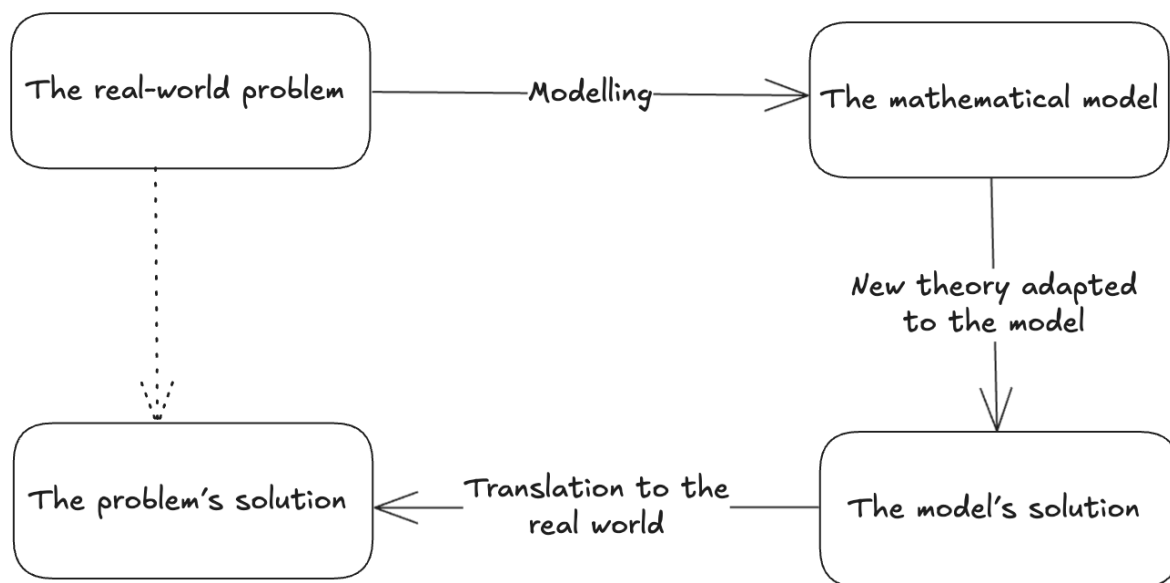 The real-world problem
Modelling
The mathematical model
New theory adapted
to the model
The problem's solution
Translation to the
real world
The model's solution